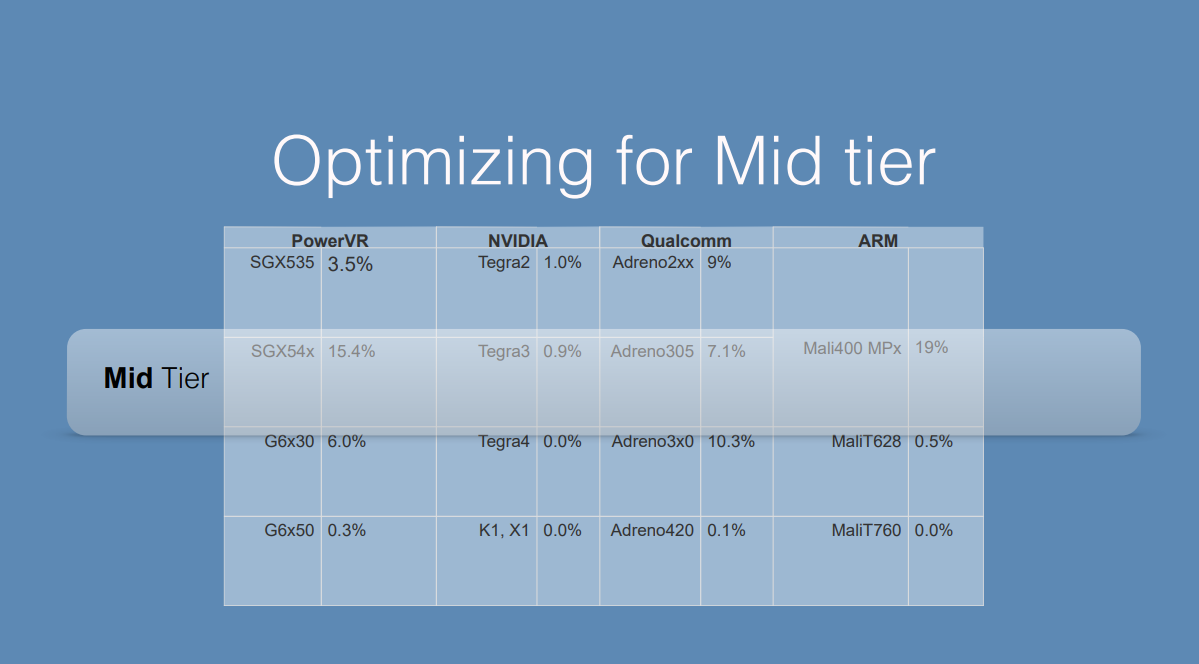 Optimizing for Mid tier
PowerVR NVIDIA Qualcomm ARM
SGX535 3.5% Tegra2 1.0% Adreno2xx 9%
SGX54x 15.4% Tegra3 0.9% Adreno305 7.1% Mali400 MPx 19%
Mid Tier
G6x30 6.0% Tegra4 0.0% Adreno3x0 10.3% MaliT628 0.5%
G6x50 0.3% K1, X1 0.0% Adreno420 0.1% MaliT760 0.0%